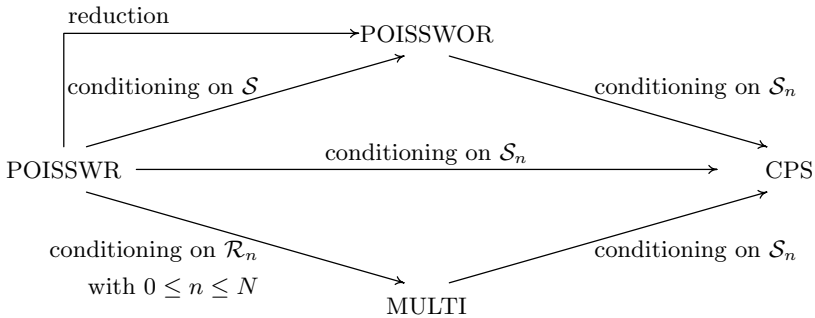 reduction
POISSWOR
conditioning on 𝒮
conditioning on 𝒮ₙ
conditioning on 𝒮ₙ
POISSWR
CPS
conditioning on ℛₙ
with 0 ≤ n ≤ N
conditioning on 𝒮ₙ
MULTI